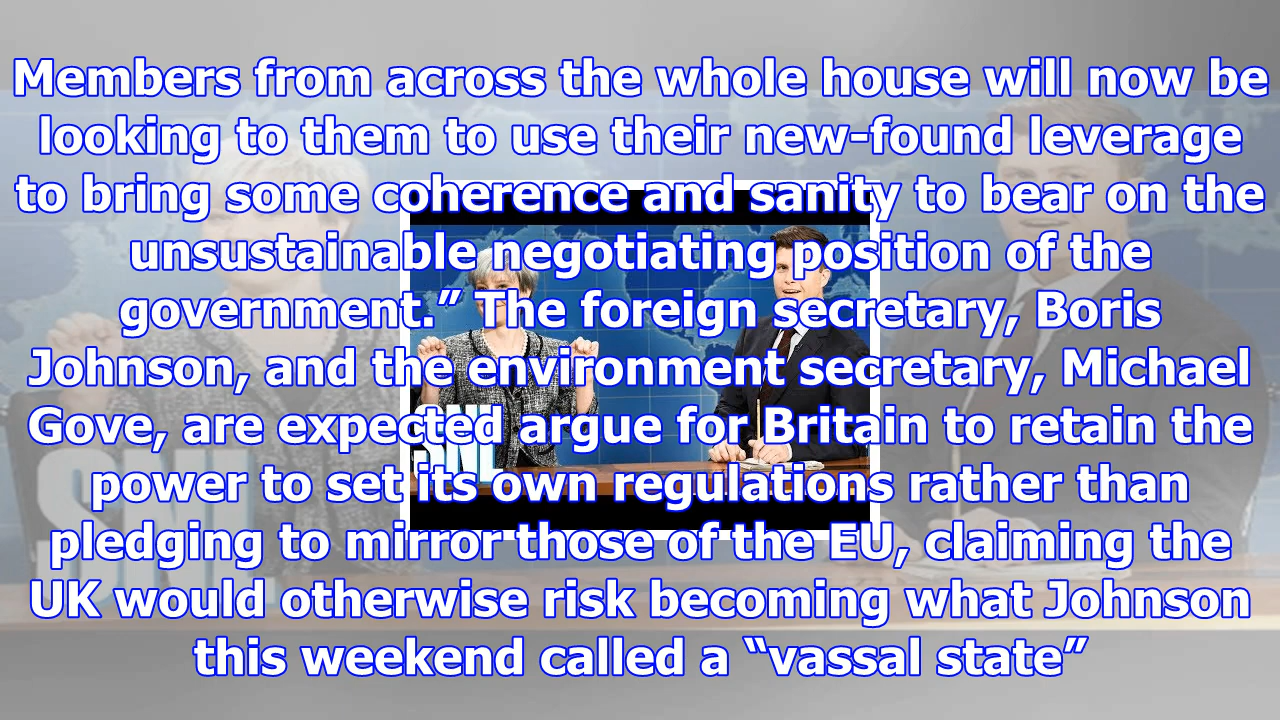 Members from across the whole house will now be
looking to them to use their new-found leverage
to bring some coherence and sanity to bear on the
unsustainable negotiating position of the
government.” The foreign secretary, Boris
Johnson, and the environment secretary, Michael
Gove, are expected argue for Britain to retain the
power to set its own regulations rather than
pledging to mirror those of the EU, claiming the
UK would otherwise risk becoming what Johnson
this weekend called a “vassal state”
SNL
SNL